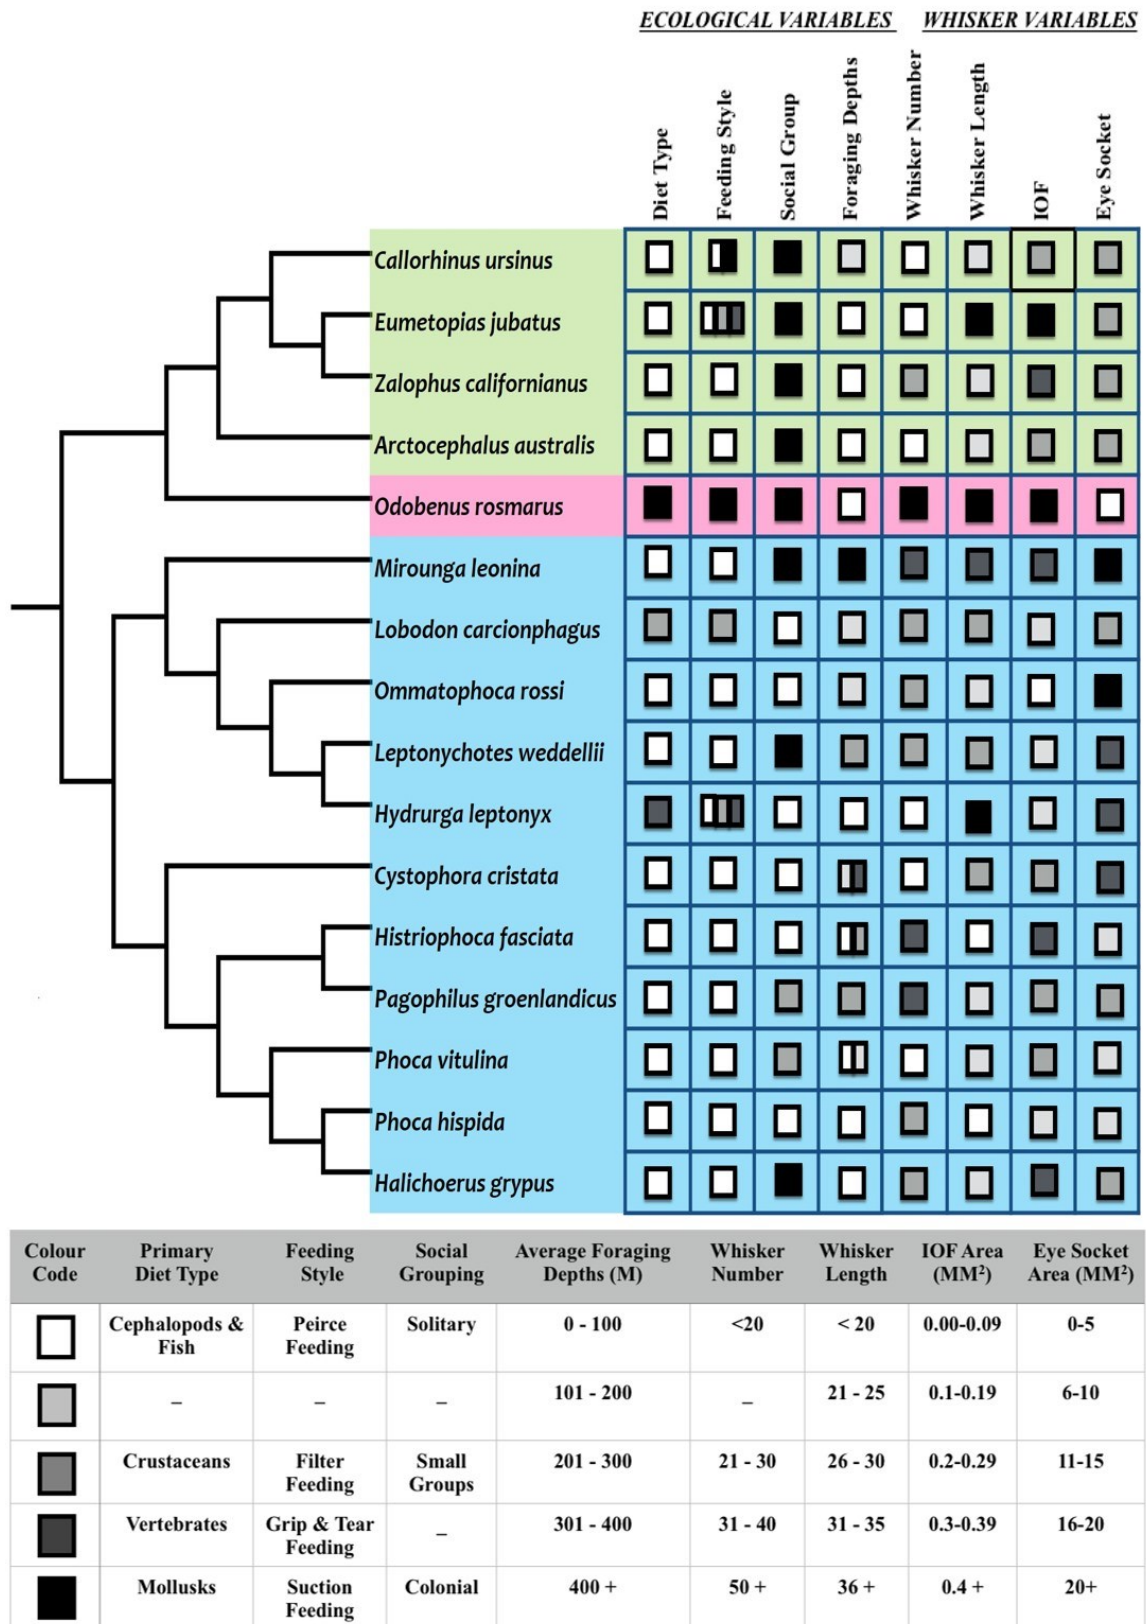 ECOLOGICAL VARIABLES WHISKER VARIABLES
Diet Type
Feeding Style
Social Group
Foraging Depths
Whisker Number
Whisker Length
IOF
Eye Socket
Callorhinus ursinus
Eumetopias jubatus
Zalophus californianus
Arctocephalus australis
Odobenus rosmarus
Mirounga leonina
Lobodon carcionphagus
Ommatophoca rossi
Leptonychotes weddellii
Hydrurga leptonyx
Cystophora cristata
Histriophoca fasciata
Pagophilus groenlandicus
Phoca vitulina
Phoca hispida
Halichoerus grypus
Colour Primary Feeding Social Average Foraging Whisker Whisker IOF Area Eye Socket
Code Diet Type Style Grouping Depths (M) Number Length (MM²) Area (MM²)
Cephalopods & Peirce Solitary 0 - 100 <20 < 20 0.00-0.09 0-5
Fish Feeding
– – – 101 - 200 – 21 - 25 0.1-0.19 6-10
Crustaceans Filter Small 201 - 300 21 - 30 26 - 30 0.2-0.29 11-15
Feeding Groups
Vertebrates Grip & Tear – 301 - 400 31 - 40 31 - 35 0.3-0.39 16-20
Feeding
Mollusks Suction Colonial 400 + 50 + 36 + 0.4 + 20+
Feeding